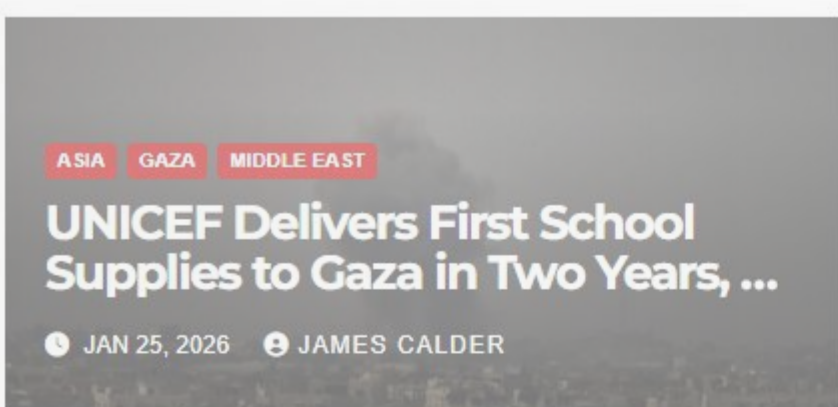 ASIA GAZA MIDDLE EAST
UNICEF Delivers First School
Supplies to Gaza in Two Years, ...
JAN 25, 2026 JAMES CALDER